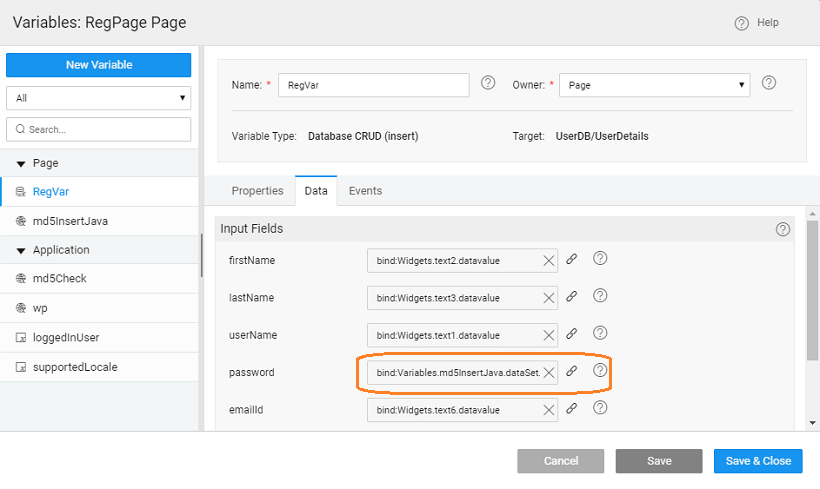 Variables: RegPage Page
Help
New Variable
All
Search...
Page
RegVar
md5InsertJava
Application
md5Check
wp
loggedInUser
supportedLocale
Name: * RegVar
Owner: * Page
Variable Type: Database CRUD (insert)
Target: UserDB/UserDetails
Properties Data Events
Input Fields
firstName bind:Widgets.text2.datavalue
lastName bind:Widgets.text3.datavalue
userName bind:Widgets.text1.datavalue
password bind:Variables.md5InsertJava.dataSet.
emailId bind:Widgets.text6.datavalue
Cancel Save Save & Close